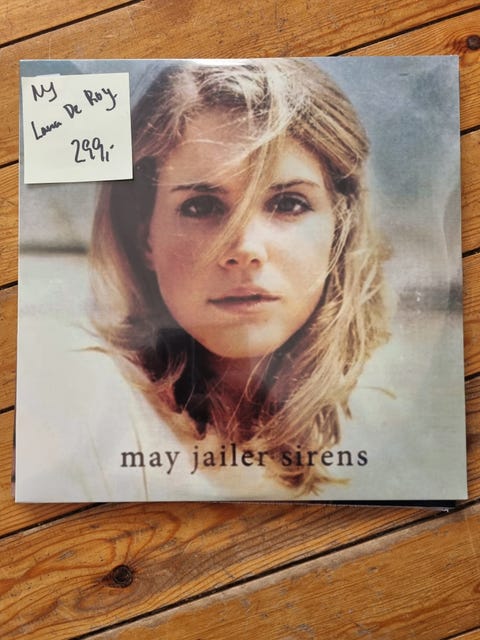 Ny
Lana De Rey
299,-
may jailer sirens